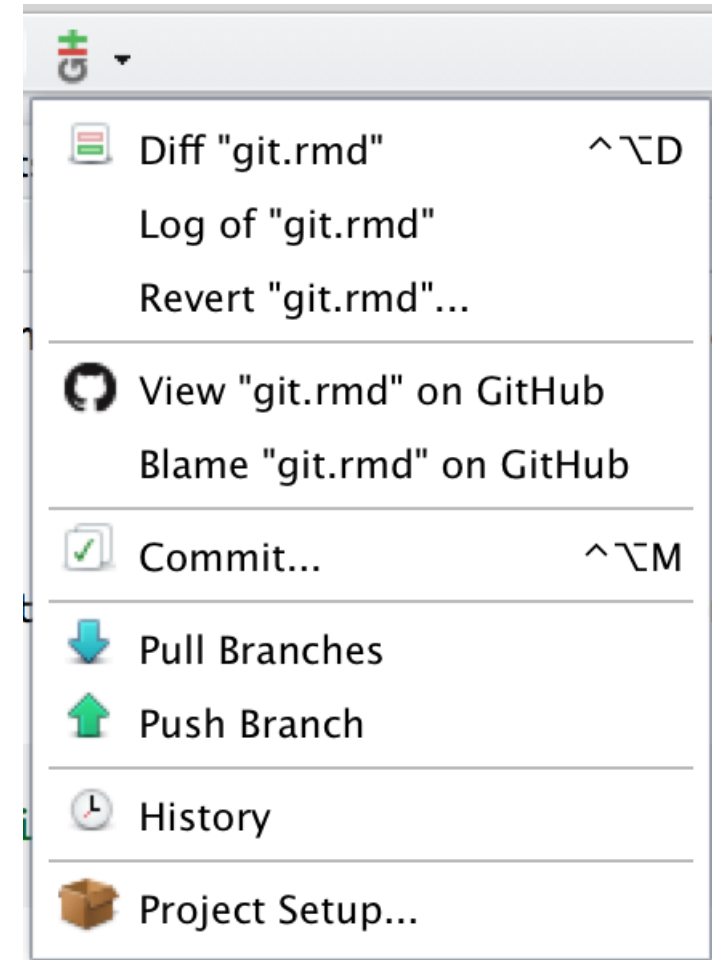 Git
Diff "git.rmd" ^⌥D
Log of "git.rmd"
Revert "git.rmd"...
View "git.rmd" on GitHub
Blame "git.rmd" on GitHub
Commit... ^⌥M
Pull Branches
Push Branch
History
Project Setup...